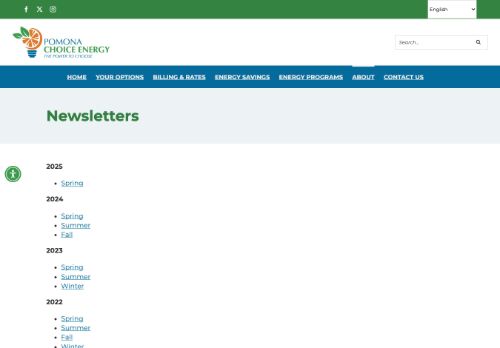 English
POMONA
CHOICE ENERGY
THE POWER TO CHOOSE
Search...
HOME YOUR OPTIONS BILLING & RATES ENERGY SAVINGS ENERGY PROGRAMS ABOUT CONTACT US
Newsletters
2025
Spring
2024
Spring
Summer
Fall
2023
Spring
Summer
Winter
2022
Spring
Summer
Fall
Winter